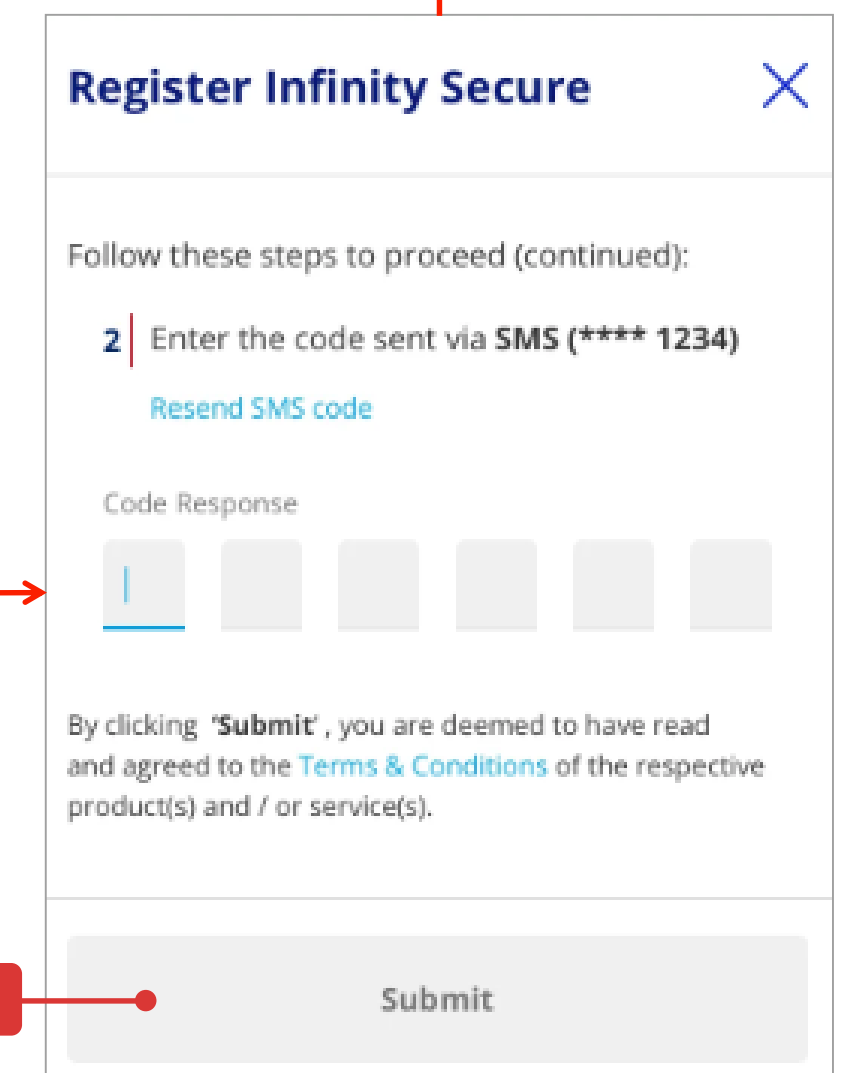 Register Infinity Secure
Follow these steps to proceed (continued):
2 Enter the code sent via SMS (**** 1234)
Resend SMS code
Code Response
By clicking 'Submit', you are deemed to have read
and agreed to the Terms & Conditions of the respective
product(s) and / or service(s).
Submit